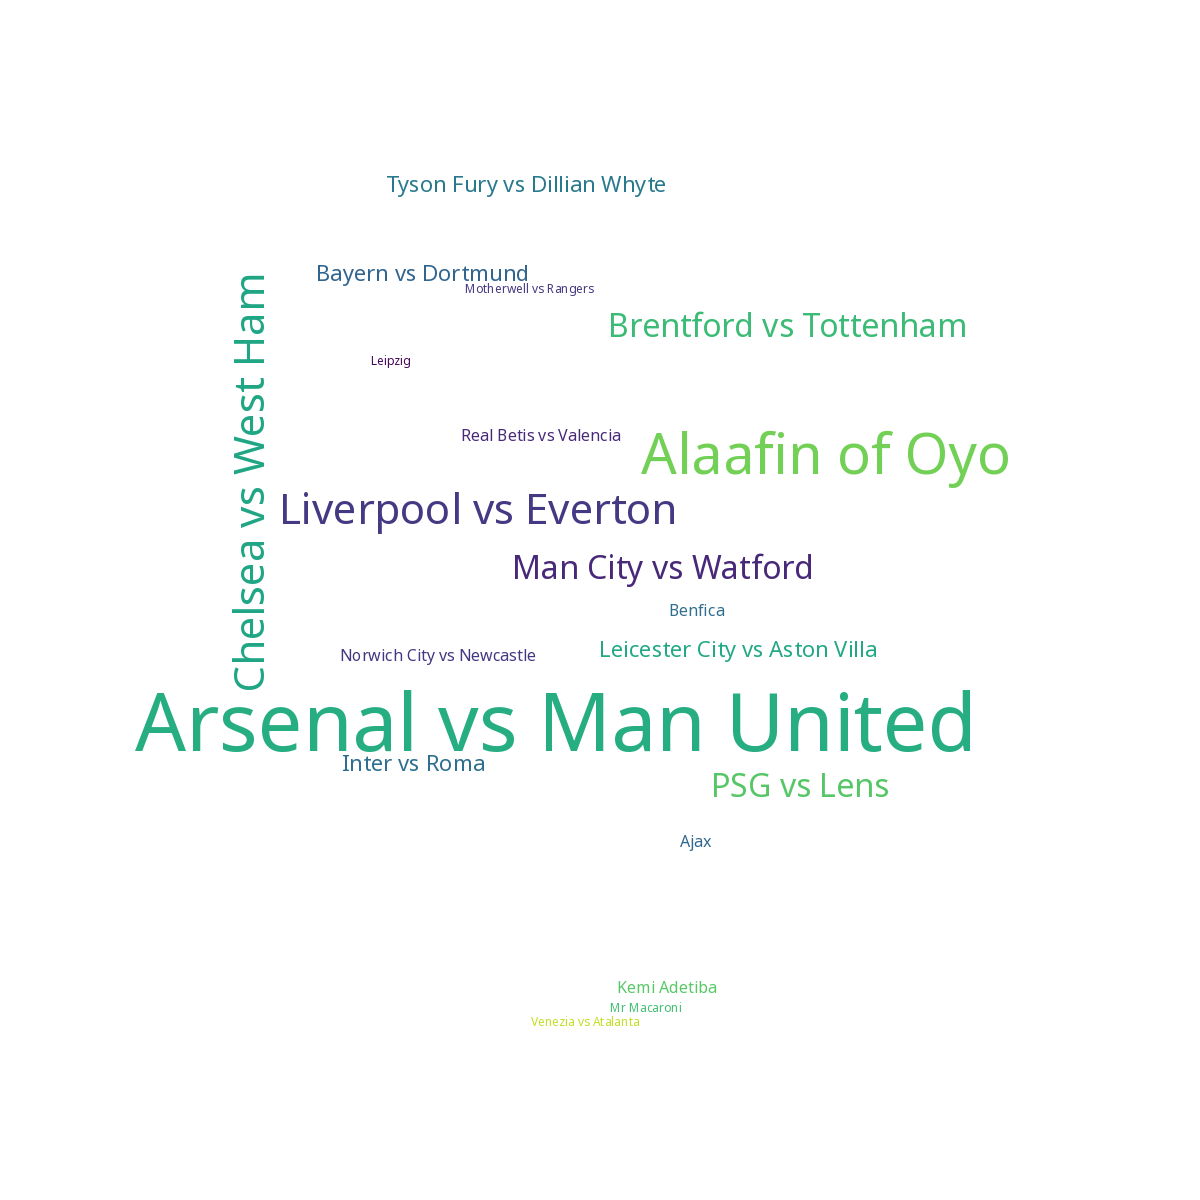 Tyson Fury vs Dillian Whyte
Bayern vs Dortmund
Motherwell vs Rangers
Chelsea vs West Ham
Brentford vs Tottenham
Leipzig
Real Betis vs Valencia
Alaafin of Oyo
Liverpool vs Everton
Man City vs Watford
Benfica
Leicester City vs Aston Villa
Norwich City vs Newcastle
Arsenal vs Man United
Inter vs Roma
PSG vs Lens
Ajax
Kemi Adetiba
Mr Macaroni
Venezia vs Atalanta